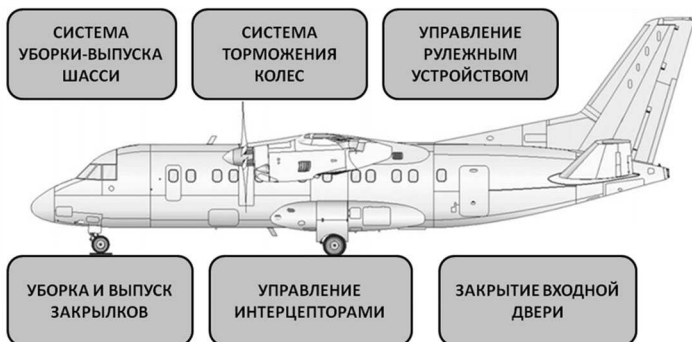 СИСТЕМА
УБОРКИ-ВЫПУСКА
ШАССИ
СИСТЕМА
ТОРМОЖЕНИЯ
КОЛЕС
УПРАВЛЕНИЕ
РУЛЕЖНЫМ
УСТРОЙСТВОМ
УБОРКА И ВЫПУСК
ЗАКРЫЛКОВ
УПРАВЛЕНИЕ
ИНТЕРЦЕПТОРАМИ
ЗАКРЫТИЕ ВХОДНОЙ
ДВЕРИ